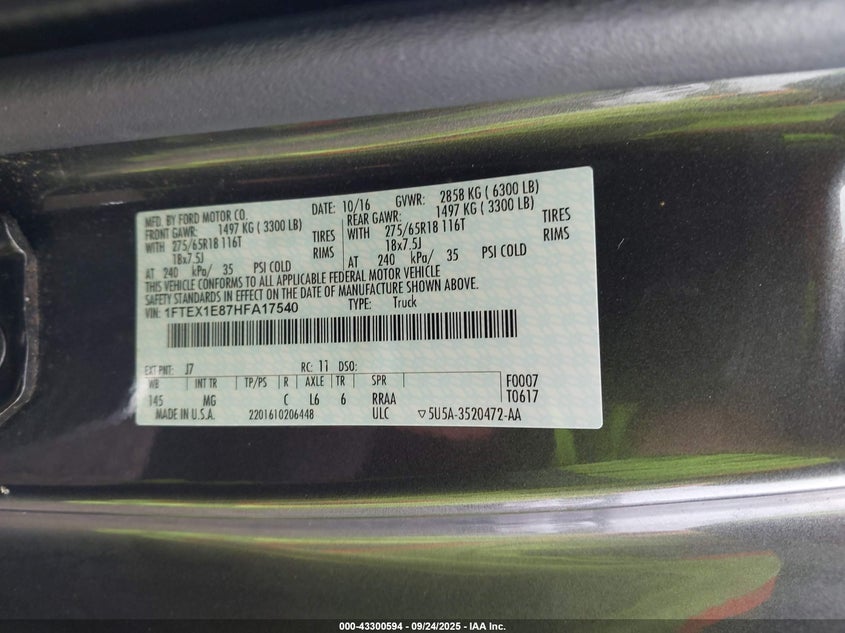 MFD. BY FORD MOTOR CO.
DATE: 10/16 GVWR: 2858 KG ( 6300 LB)
FRONT GAWR: 1497 KG ( 3300 LB)
REAR GAWR: 1497 KG ( 3300 LB)
WITH 275/65R18 116T TIRES
WITH 275/65R18 116T TIRES
18x7.5J RIMS
18x7.5J RIMS
AT 240 kPa/ 35 PSI COLD
AT 240 kPa/ 35 PSI COLD
THIS VEHICLE CONFORMS TO ALL APPLICABLE FEDERAL MOTOR VEHICLE
SAFETY STANDARDS IN EFFECT ON THE DATE OF MANUFACTURE SHOWN ABOVE.
VIN: 1FTEX1E87HFA17540 TYPE: Truck
EXT PNT: J7 RC: 11 DSO:
WB INT TR TP/PS R AXLE TR SPR F0007
145 MG C L6 6 RRAA T0617
MADE IN U.S.A. 2201610206448 ULC ▽5U5A-3520472-AA
000-43300594 - 09/24/2025 - IAA Inc.